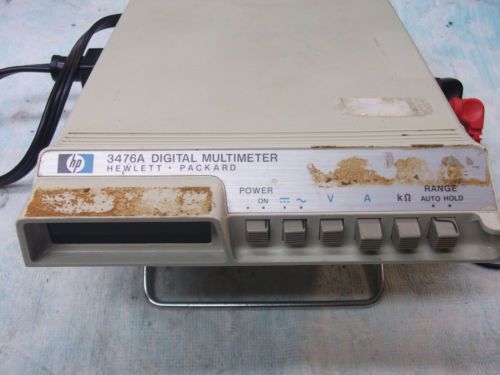 hp 3476A DIGITAL MULTIMETER
HEWLETT · PACKARD
POWER RANGE
ON V A kΩ AUTO HOLD